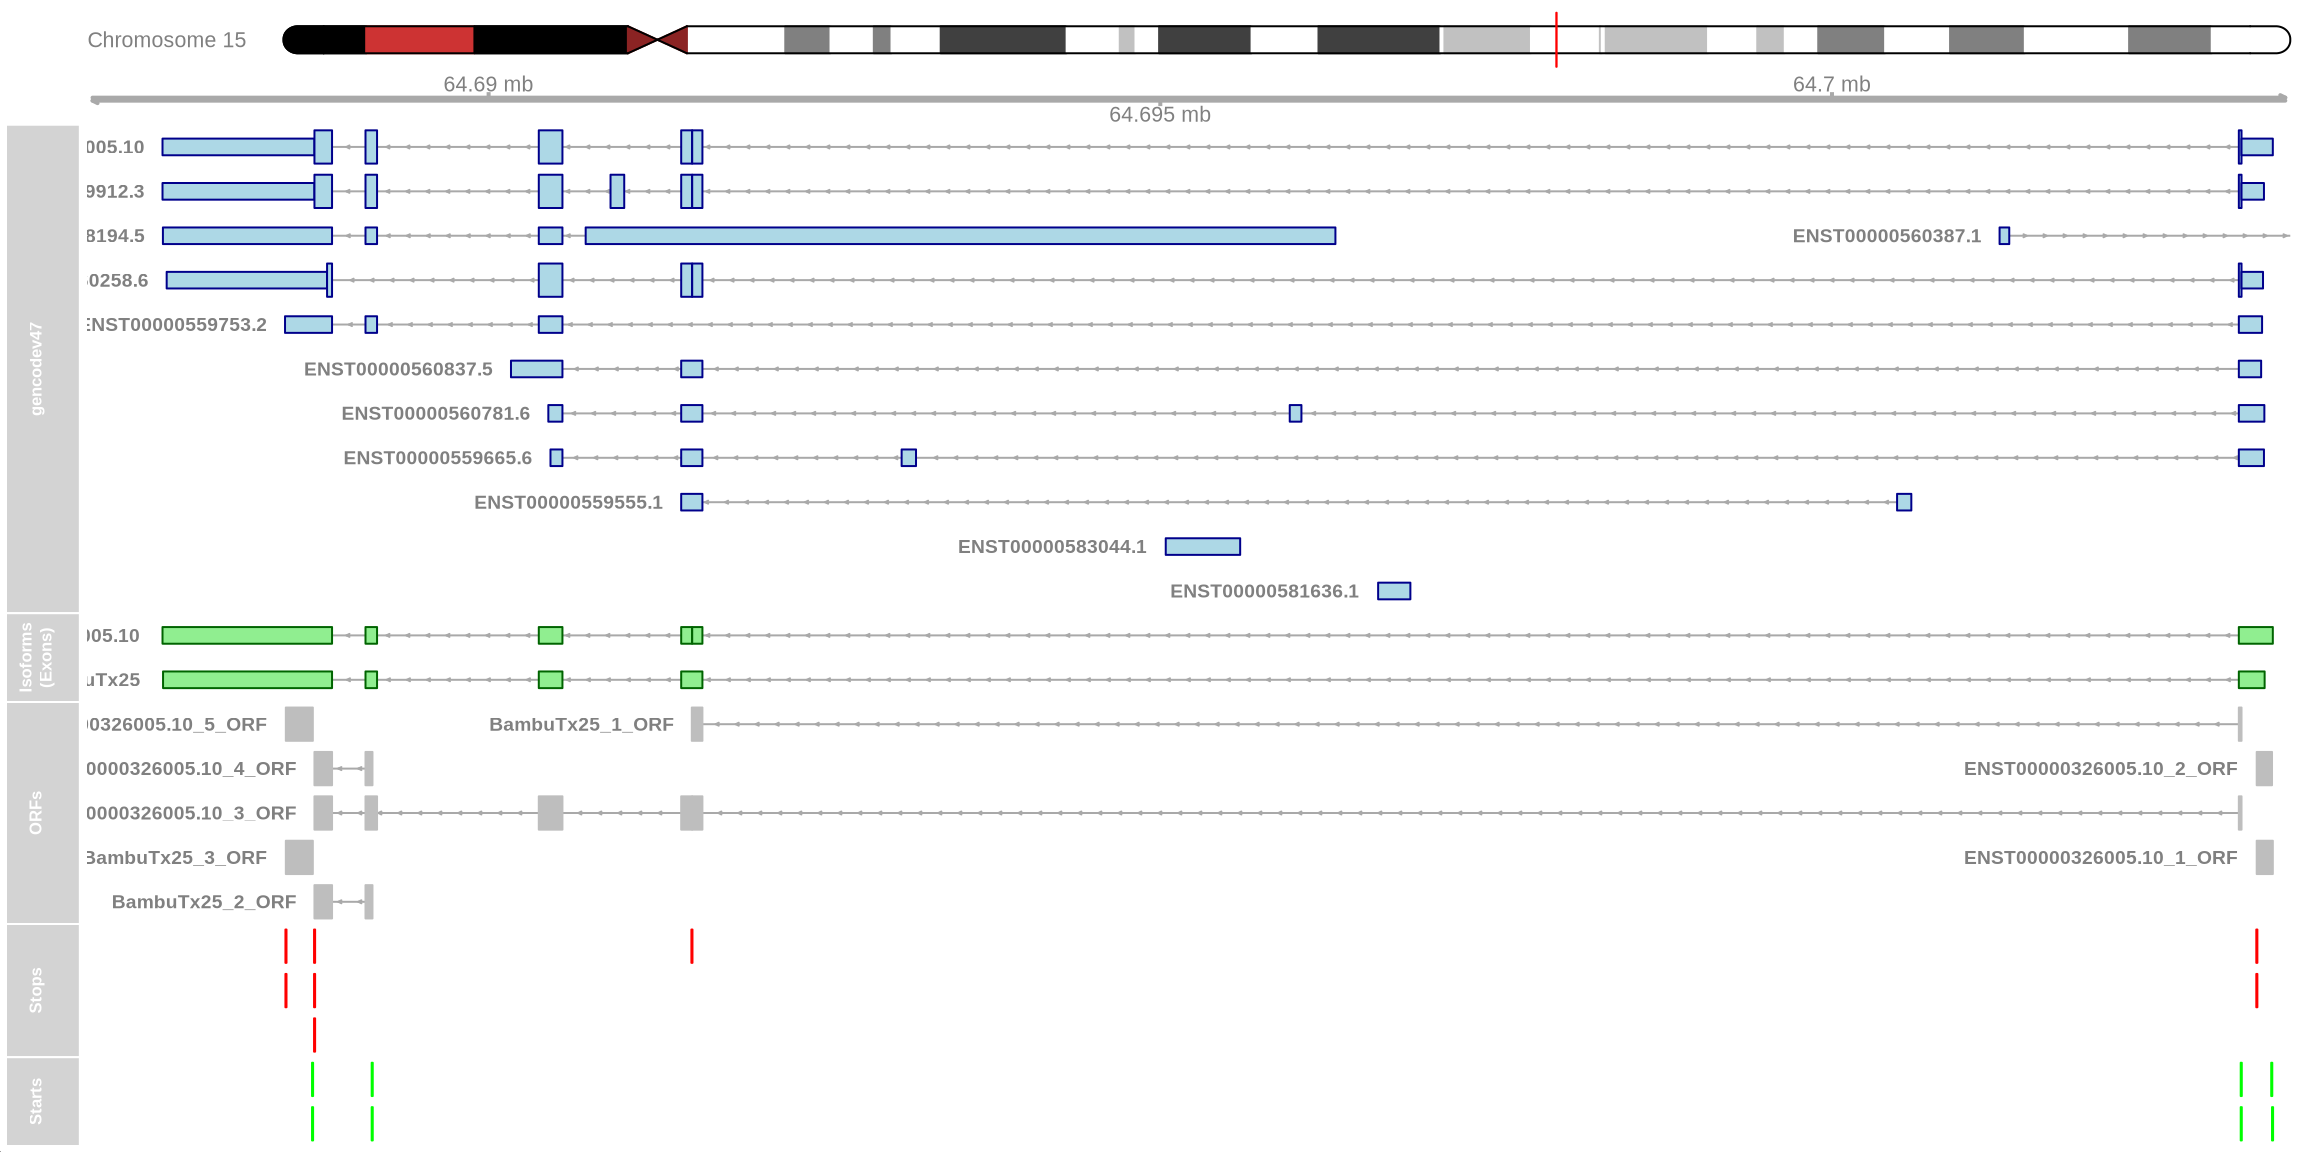 Chromosome 15
64.69 mb
64.7 mb
64.695 mb
gencodev47
005.10
9912.3
8194.5
ENST00000560387.1
0258.6
ENST00000559753.2
ENST00000560837.5
ENST00000560781.6
ENST00000559665.6
ENST00000559555.1
ENST00000583044.1
ENST00000581636.1
Isoforms
(Exons)
005.10
uTx25
ORFs
00326005.10_5_ORF
BambuTx25_1_ORF
0000326005.10_4_ORF
ENST00000326005.10_2_ORF
0000326005.10_3_ORF
BambuTx25_3_ORF
ENST00000326005.10_1_ORF
BambuTx25_2_ORF
Stops
Starts